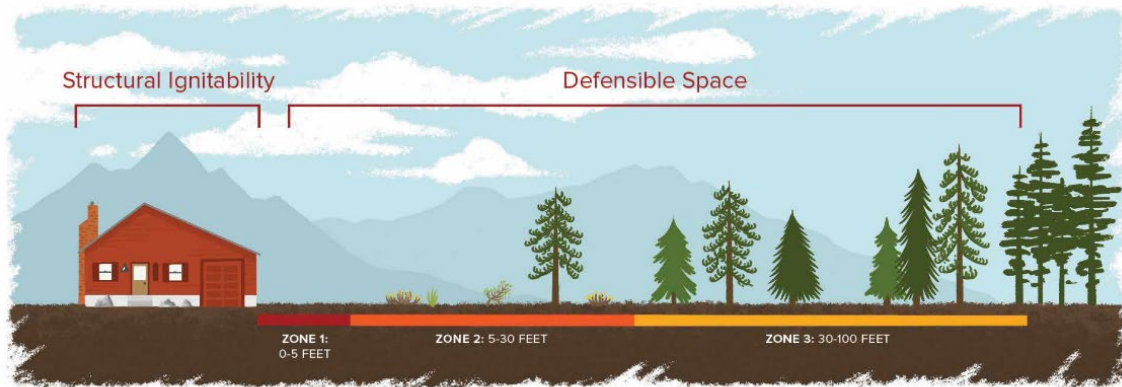 Structural Ignitability
Defensible Space
ZONE 1:
0-5 FEET
ZONE 2: 5-30 FEET
ZONE 3: 30-100 FEET